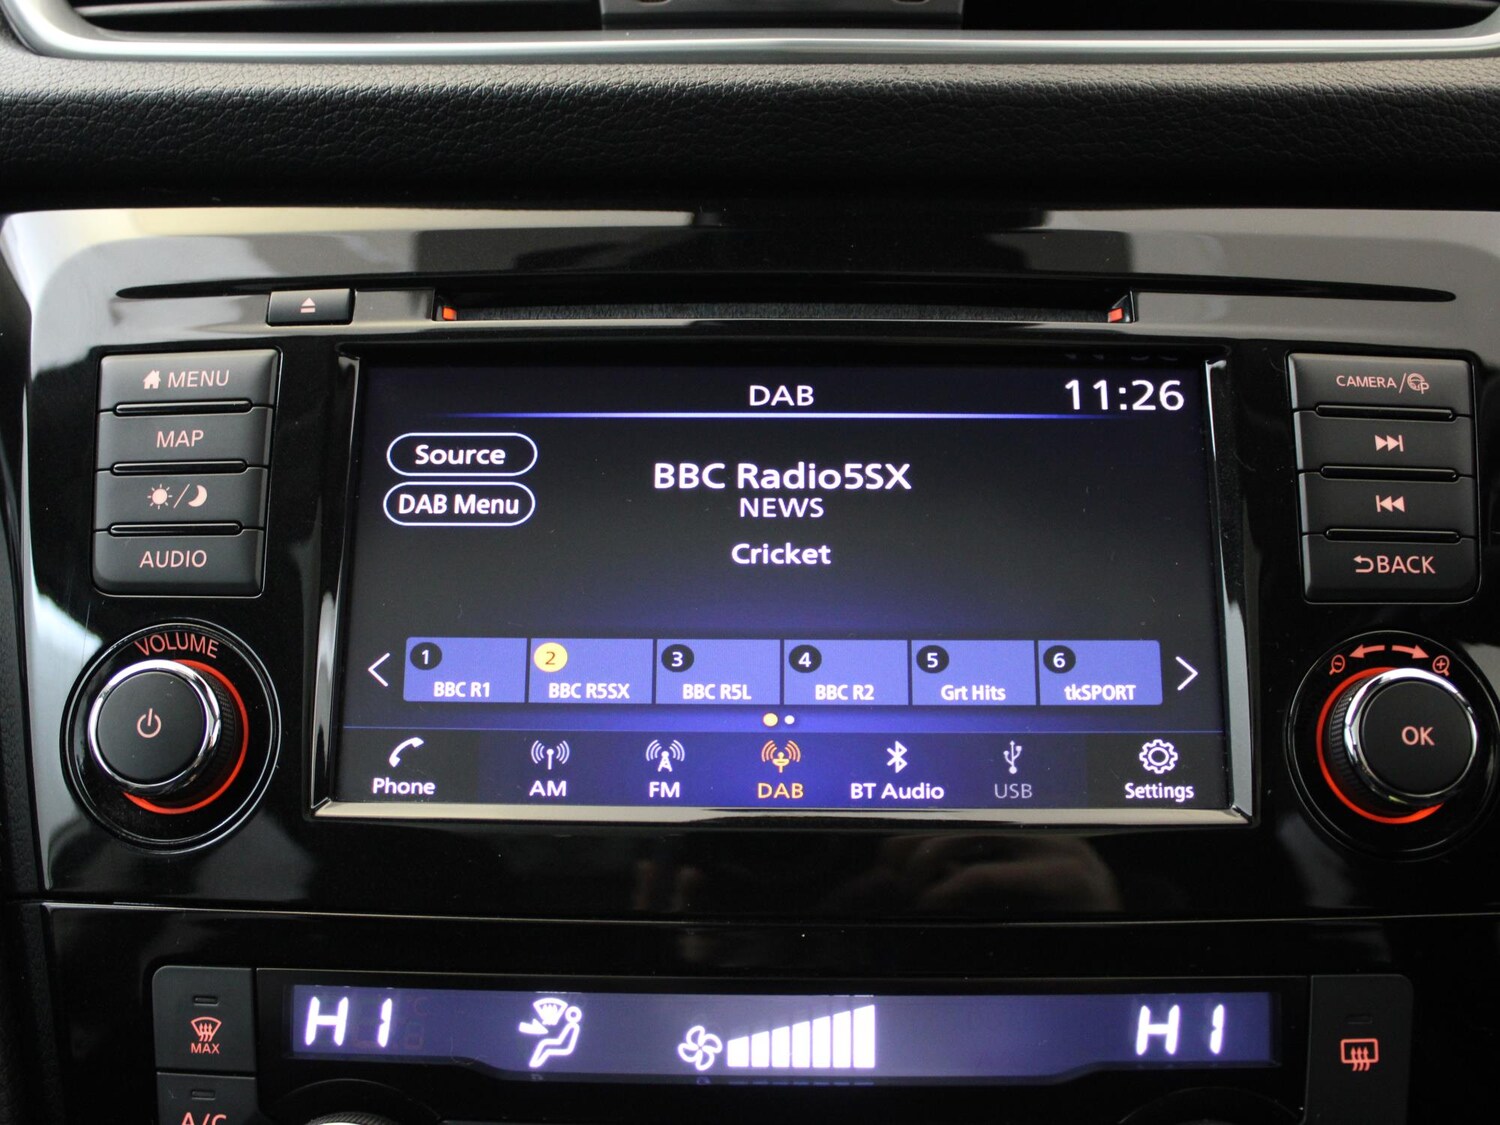 MENU
MAP
AUDIO
VOLUME
DAB
11:26
Source
DAB Menu
BBC Radio5SX
NEWS
Cricket
1 2 3 4 5 6
BBC R1 BBC R5SX BBC R5L BBC R2 Grt Hits tkSPORT
Phone AM FM DAB BT Audio USB Settings
CAMERA/
BACK
OK
HI HI
MAX
A/C